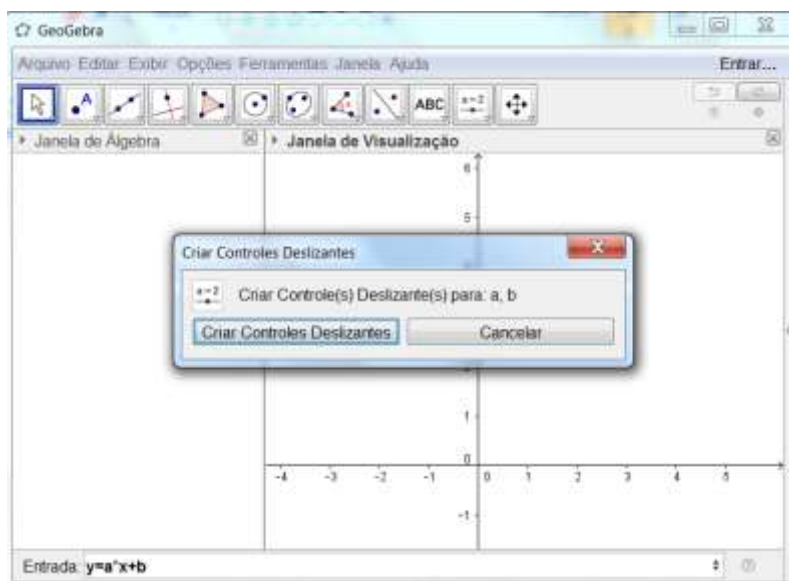 GeoGebra
Arquivo Editar Exibir Opções Ferramentas Janela Ajuda
Entrar...
ABC
a=2
Janela de Álgebra
Janela de Visualização
6
5
Criar Controles Deslizantes
a=2
Criar Controle(s) Deslizante(s) para: a, b
Criar Controles Deslizantes Cancelar
1
0
-4 -3 -2 -1 0 1 2 3 4 5
-1
Entrada: y=a*x+b